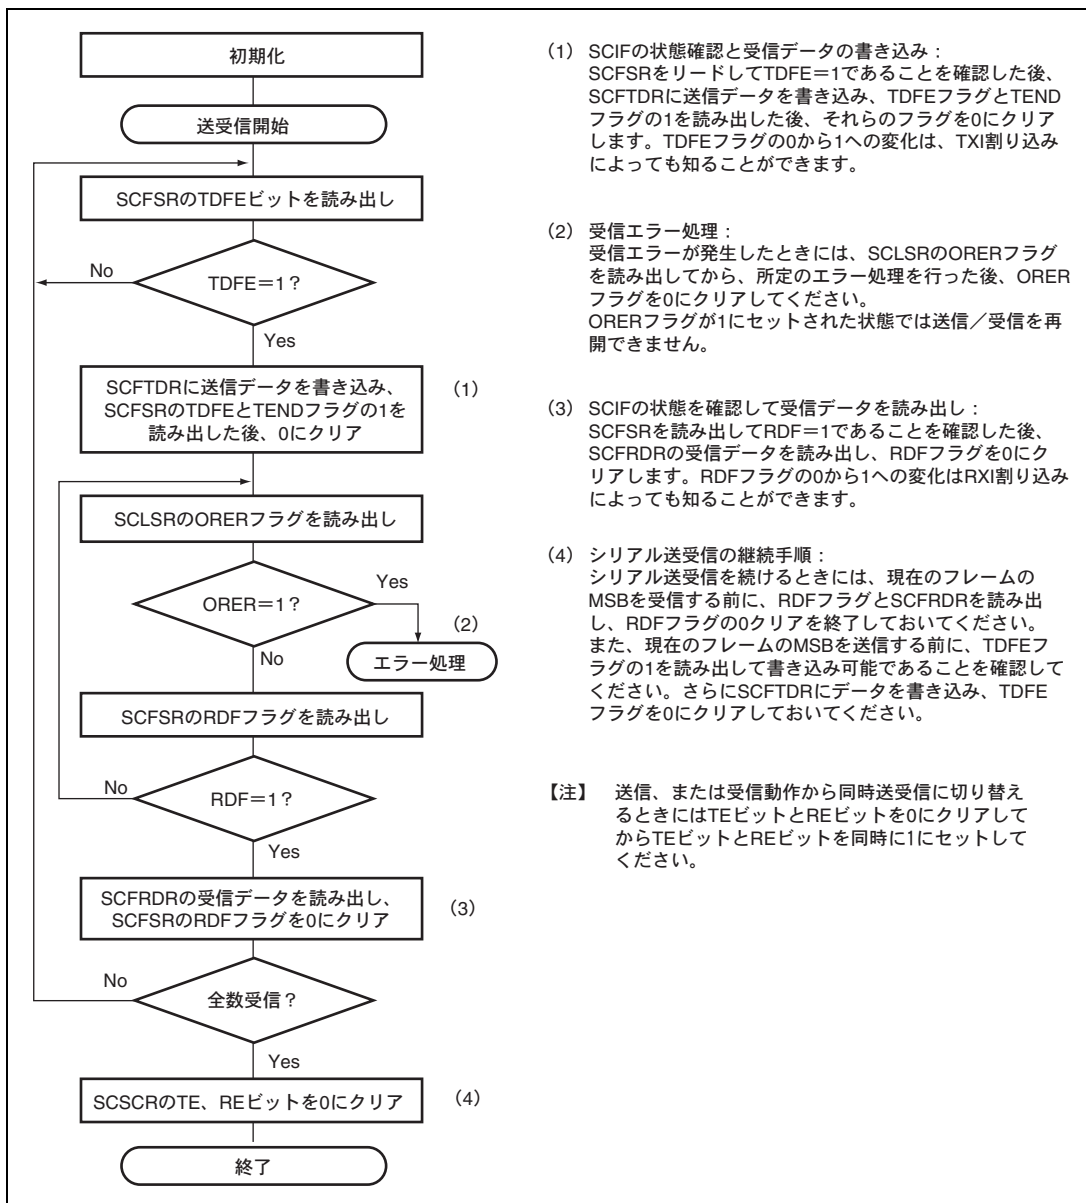 初期化
送受信開始
SCFSRのTDFEビットを読み出し
No
TDFE＝1？
Yes
SCFTDRに送信データを書き込み、
SCFSRのTDFEとTENDフラグの1を
読み出した後、0にクリア
（1）
SCLSRのORERフラグを読み出し
Yes
ORER＝1？
（2）
No
エラー処理
SCFSRのRDFフラグを読み出し
No
RDF＝1？
Yes
SCFRDRの受信データを読み出し、
SCFSRのRDFフラグを0にクリア
（3）
No
全数受信？
Yes
SCSCRのTE、REビットを0にクリア
（4）
終了
（1） SCIFの状態確認と受信データの書き込み：
SCFSRをリードしてTDFE＝1であることを確認した後、
SCFTDRに送信データを書き込み、TDFEフラグとTEND
フラグの1を読み出した後、それらのフラグを0にクリア
します。TDFEフラグの0から1への変化は、TXI割り込み
によっても知ることができます。
（2） 受信エラー処理：
受信エラーが発生したときには、SCLSRのORERフラグ
を読み出してから、所定のエラー処理を行った後、ORER
フラグを0にクリアしてください。
ORERフラグが1にセットされた状態では送信／受信を再
開できません。
（3） SCIFの状態を確認して受信データを読み出し：
SCFSRを読み出してRDF＝1であることを確認した後、
SCFRDRの受信データを読み出し、RDFフラグを0にク
リアします。RDFフラグの0から1への変化はRXI割り込み
によっても知ることができます。
（4） シリアル送受信の継続手順：
シリアル送受信を続けるときには、現在のフレームの
MSBを受信する前に、RDFフラグとSCFRDRを読み出
し、RDFフラグの0クリアを終了しておいてください。
また、現在のフレームのMSBを送信する前に、TDFEフ
ラグの1を読み出して書き込み可能であることを確認して
ください。さらにSCFTDRにデータを書き込み、TDFE
フラグを0にクリアしておいてください。
【注】 送信、または受信動作から同時送受信に切り替え
るときにはTEビットとREビットを0にクリアして
からTEビットとREビットを同時に1にセットして
ください。